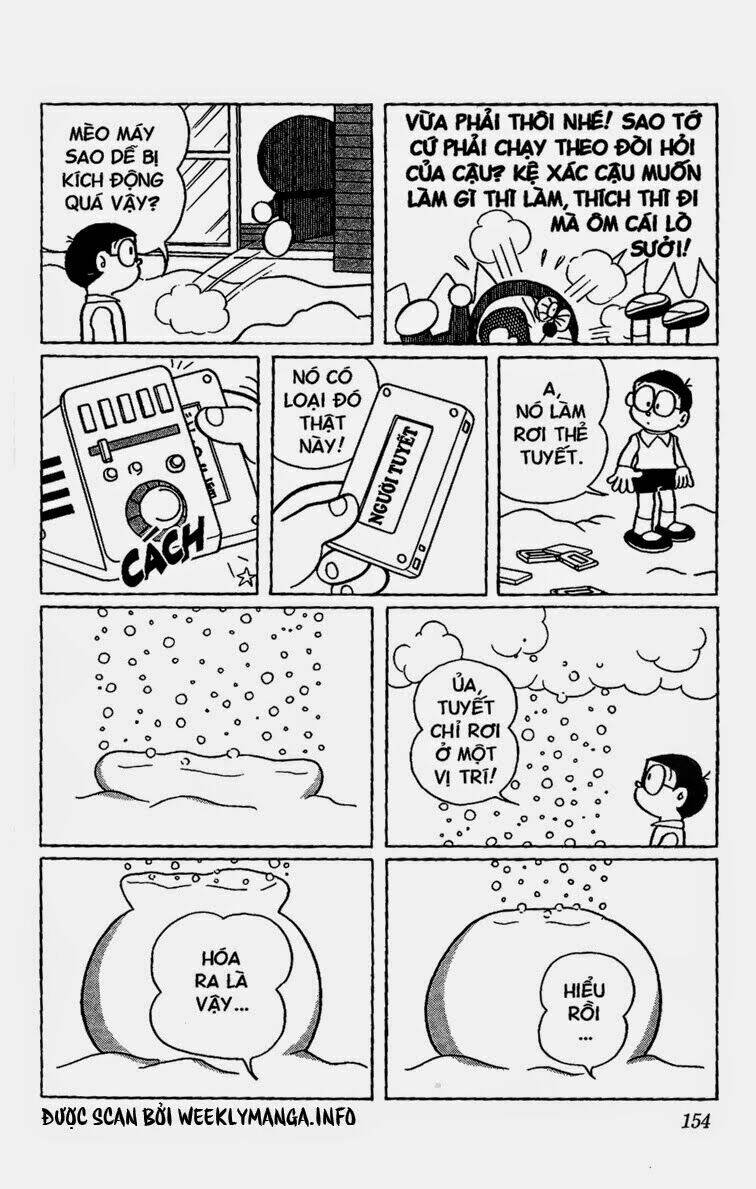 VỪA PHẢI THÔI NHÉ! SAO TỚ
CỨ PHẢI CHẠY THEO ĐÒI HỎI
CỦA CẬU? KỆ XÁC CẬU MUỐN
LÀM GÌ THÌ LÀM, THÍCH THÌ ĐI
MÀ ÔM CÁI LÒ
SƯỞI!
MÈO MÁY
SAO DỄ BỊ
KÍCH ĐỘNG
QUÁ VẬY?
A,
NÓ LÀM
RƠI THẺ
TUYẾT.
NÓ CÓ
LOẠI ĐÓ
THẬT
NÀY!
NGƯỜI TUYẾT
CÁCH
ỦA,
TUYẾT
CHỈ RƠI
Ở MỘT
VỊ TRÍ!
HIỂU
RỒI
...
HÓA
RA LÀ
VẬY...
ĐƯỢC SCAN BỞI WEEKLYMANGA.INFO
154